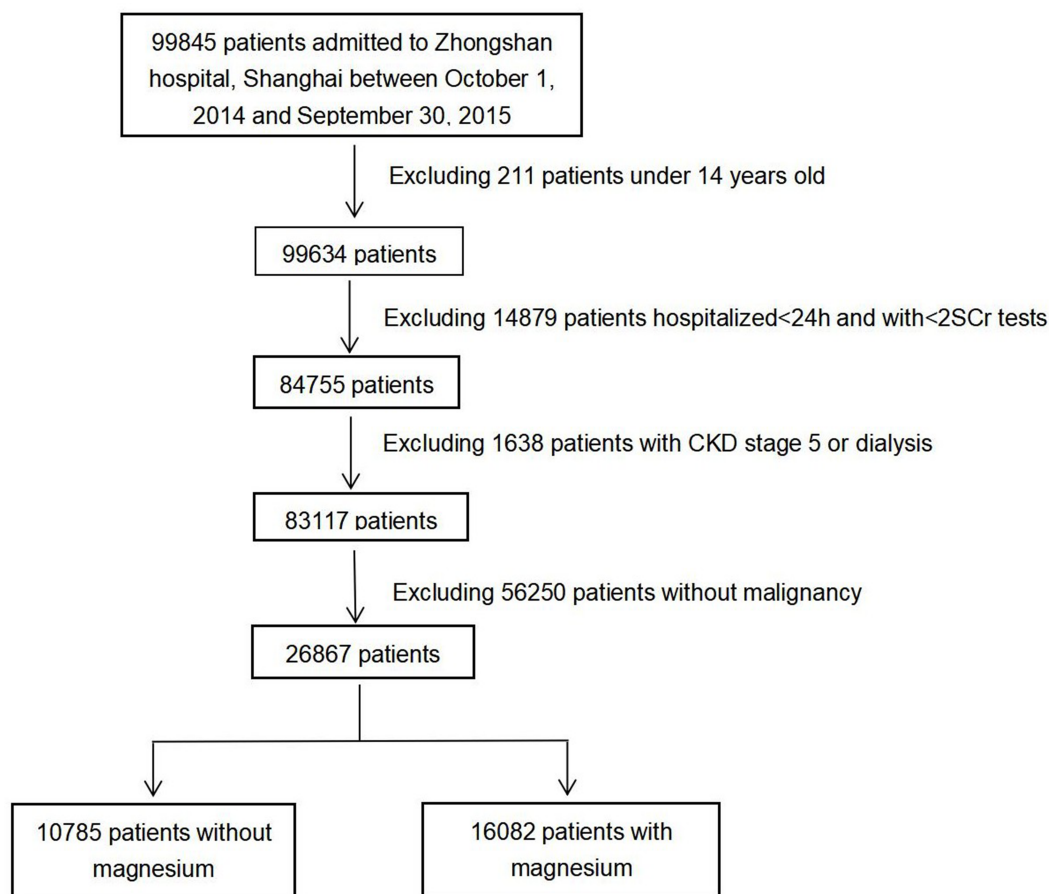 99845 patients admitted to Zhongshan
hospital, Shanghai between October 1,
2014 and September 30, 2015
Excluding 211 patients under 14 years old
99634 patients
Excluding 14879 patients hospitalized<24h and with<2SCr tests
84755 patients
Excluding 1638 patients with CKD stage 5 or dialysis
83117 patients
Excluding 56250 patients without malignancy
26867 patients
10785 patients without
magnesium
16082 patients with
magnesium